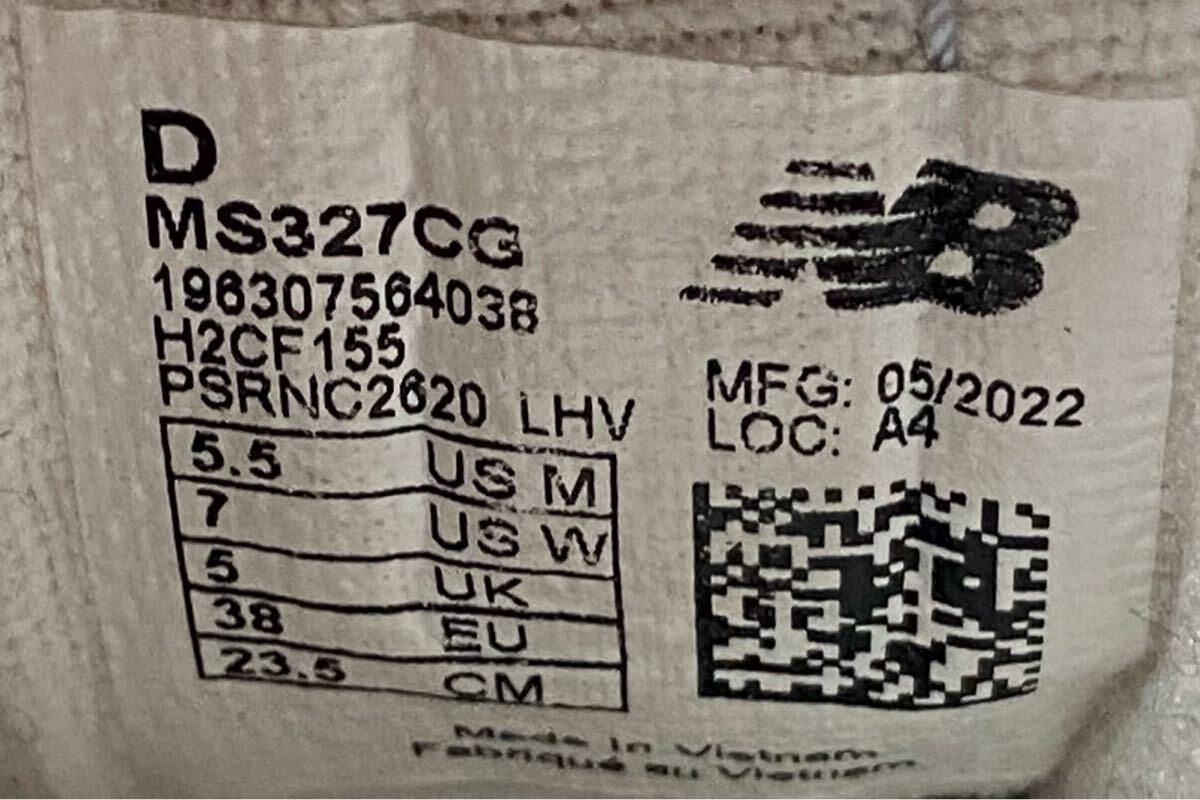 D
MS327CG
196307564038
H2CF155
PSRNC2620 LHV
5.5 US M
7 US W
5 UK
38 EU
23.5 CM
NB
MFG: 05/2022
LOC: A4
Made in Vietnam
Fabriqué au Vietnam